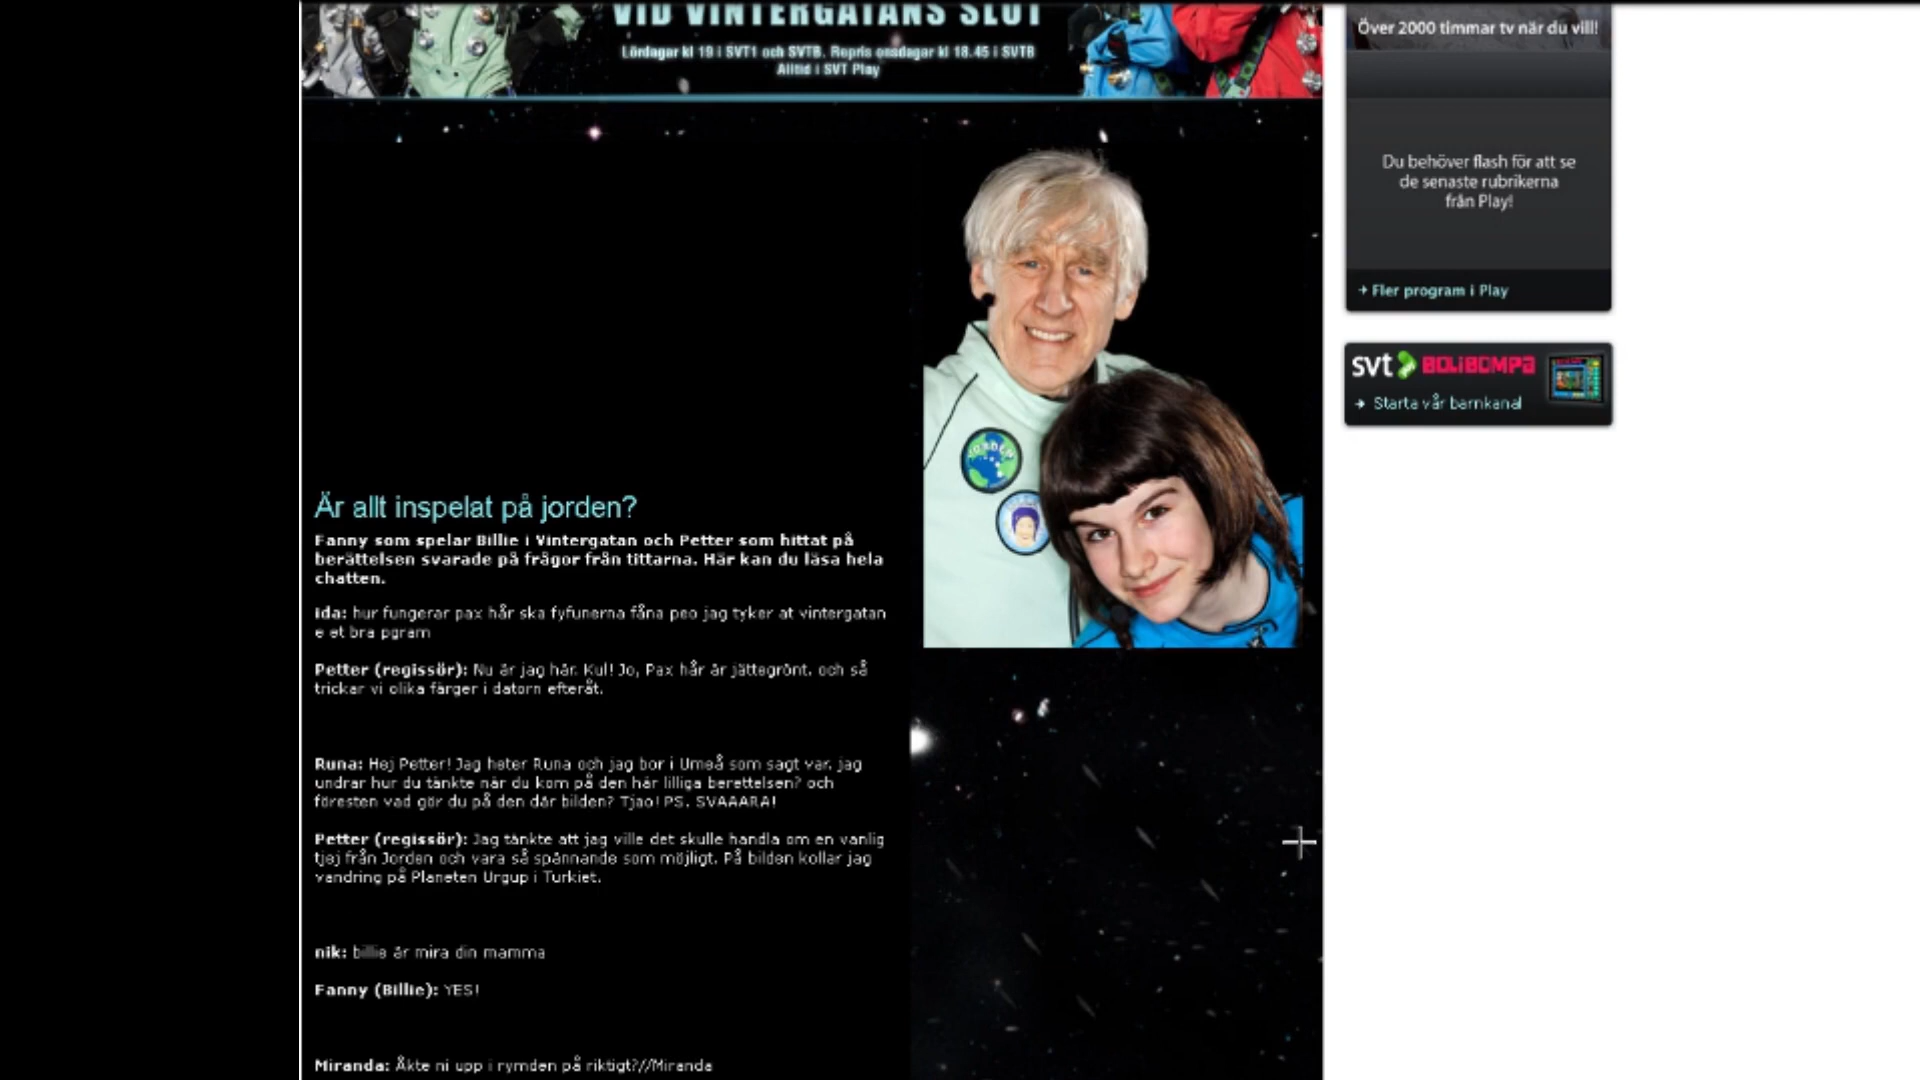 VID VINTERGATANS SLUT
Lördagar kl 19 i SVT1 och SVTB. Repris onsdagar kl 18.45 i SVTB
Alltid i SVT Play
Över 2000 timmar tv när du vill!
Du behöver flash för att se
de senaste rubrikerna
från Play!
Fler program i Play
svt BOLIBOMPA
Starta vår barnkanal
JORDEN
Är allt inspelat på jorden?
Fanny som spelar Billie i Vintergatan och Petter som hittat på
berättelsen svarade på frågor från tittarna. Här kan du läsa hela
chatten.
ida: hur fungerar pax hår ska fyfunerna fåna peo jag tyker at vintergatan
e et bra pgram
Petter (regissör): Nu är jag här. Kul! Jo, Pax hår är jättegrönt, och så
trickar vi olika färger i datorn efteråt.
Runa: Hej Petter! Jag heter Runa och jag bor i Umeå som sagt var. jag
undrar hur du tänkte när du kom på den här lilliga berettelsen? och
föresten vad gör du på den där bilden? Tjao! PS. SVAAARA!
Petter (regissör): Jag tänkte att jag ville det skulle handla om en vanlig
tjej från Jorden och vara så spännande som möjligt. På bilden kollar jag
vandring på Planeten Urgup i Turkiet.
nik: billie är mira din mamma
Fanny (Billie): YES!
Miranda: Åkte ni upp i rymden på riktigt?//Miranda